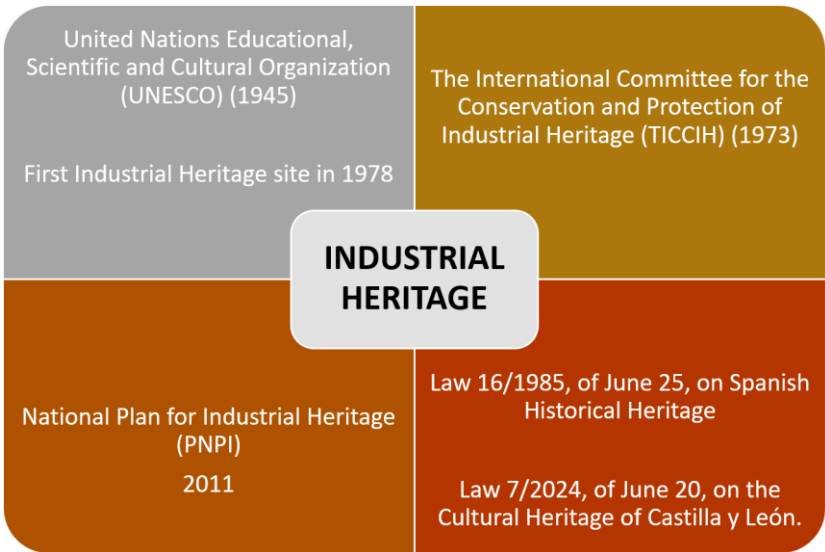 United Nations Educational,
Scientific and Cultural Organization
(UNESCO) (1945)
First Industrial Heritage site in 1978
The International Committee for the
Conservation and Protection of
Industrial Heritage (TICCIH) (1973)
INDUSTRIAL
HERITAGE
National Plan for Industrial Heritage
(PNPI)
2011
Law 16/1985, of June 25, on Spanish
Historical Heritage
Law 7/2024, of June 20, on the
Cultural Heritage of Castilla y León.